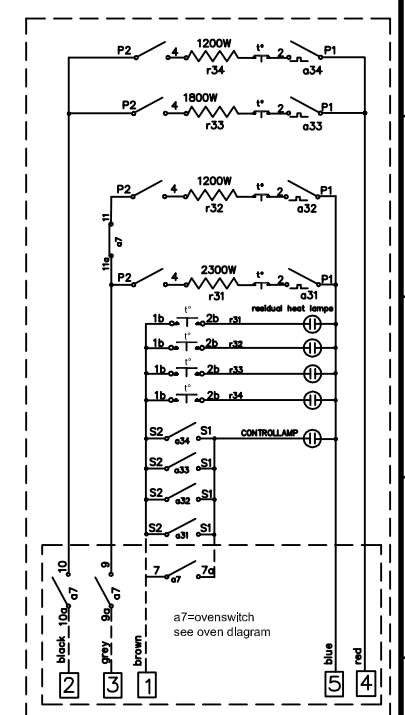 1200W
P2 4 t° 2 P1
r34 a34
1800W
P2 4 t° 2 P1
r33 a33
1200W
P2 4 t° 2 P1
r32 a32
11
a7
11a
2300W
P2 4 t° 2 P1
r31 a31
residual heat lamps
t°
1b 2b r31
t°
1b 2b r32
t°
1b 2b r33
t°
1b 2b r34
S2 S1 CONTROLLAMP
a34
S2 S1
a33
S2 S1
a32
S2 S1
a31
10 9 7 7a
a7 a7 a7
10a 9a
a7=ovenswitch
see oven diagram
black grey brown blue red
2 3 1 5 4